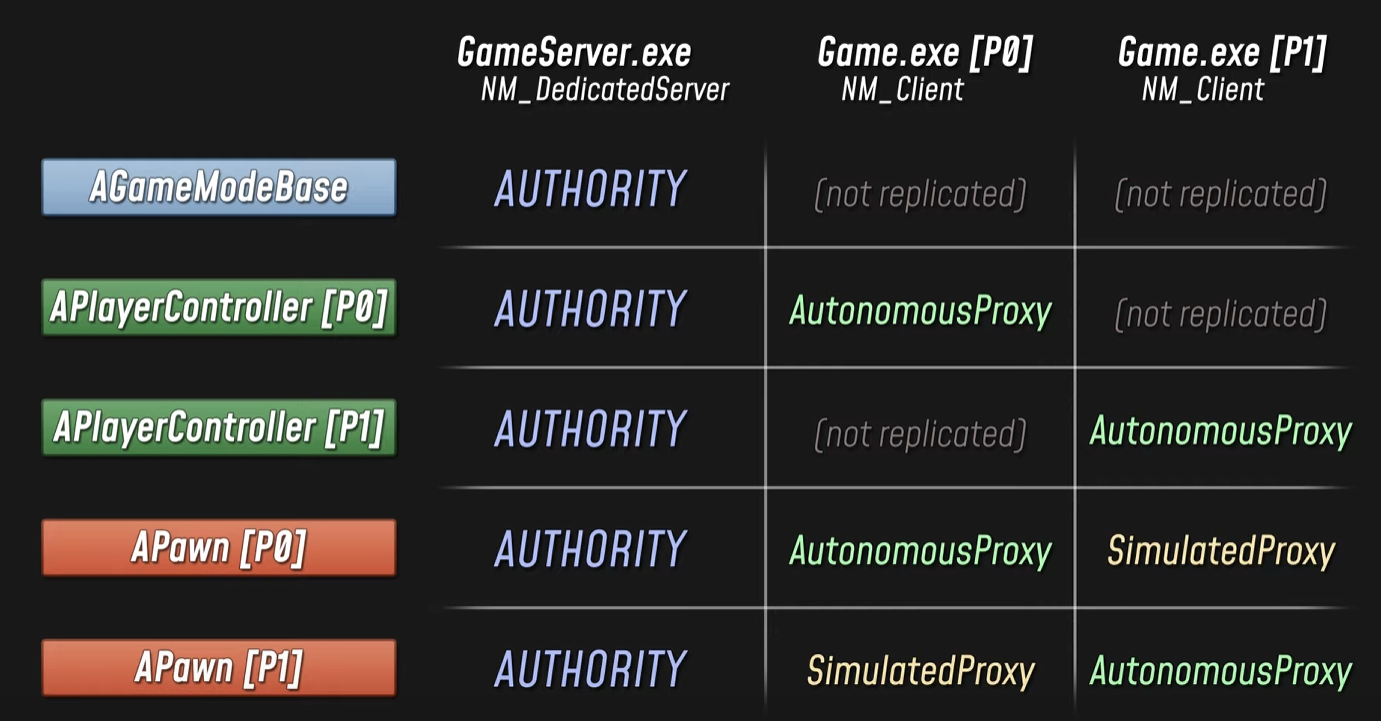 GameServer.exe Game.exe [P0] Game.exe [P1]
NM_DedicatedServer NM_Client NM_Client
AGameModeBase AUTHORITY (not replicated) (not replicated)
APlayerController [P0] AUTHORITY AutonomousProxy (not replicated)
APlayerController [P1] AUTHORITY (not replicated) AutonomousProxy
APawn [P0] AUTHORITY AutonomousProxy SimulatedProxy
APawn [P1] AUTHORITY SimulatedProxy AutonomousProxy